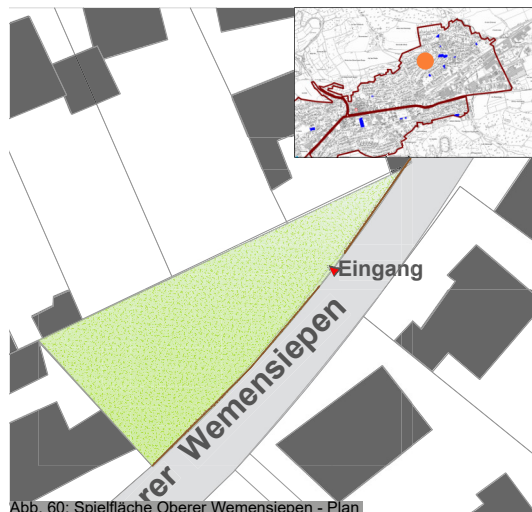 Eingang
rer Wemensiepen
Abb. 60: Spielfläche Oberer Wemensiepen - Plan